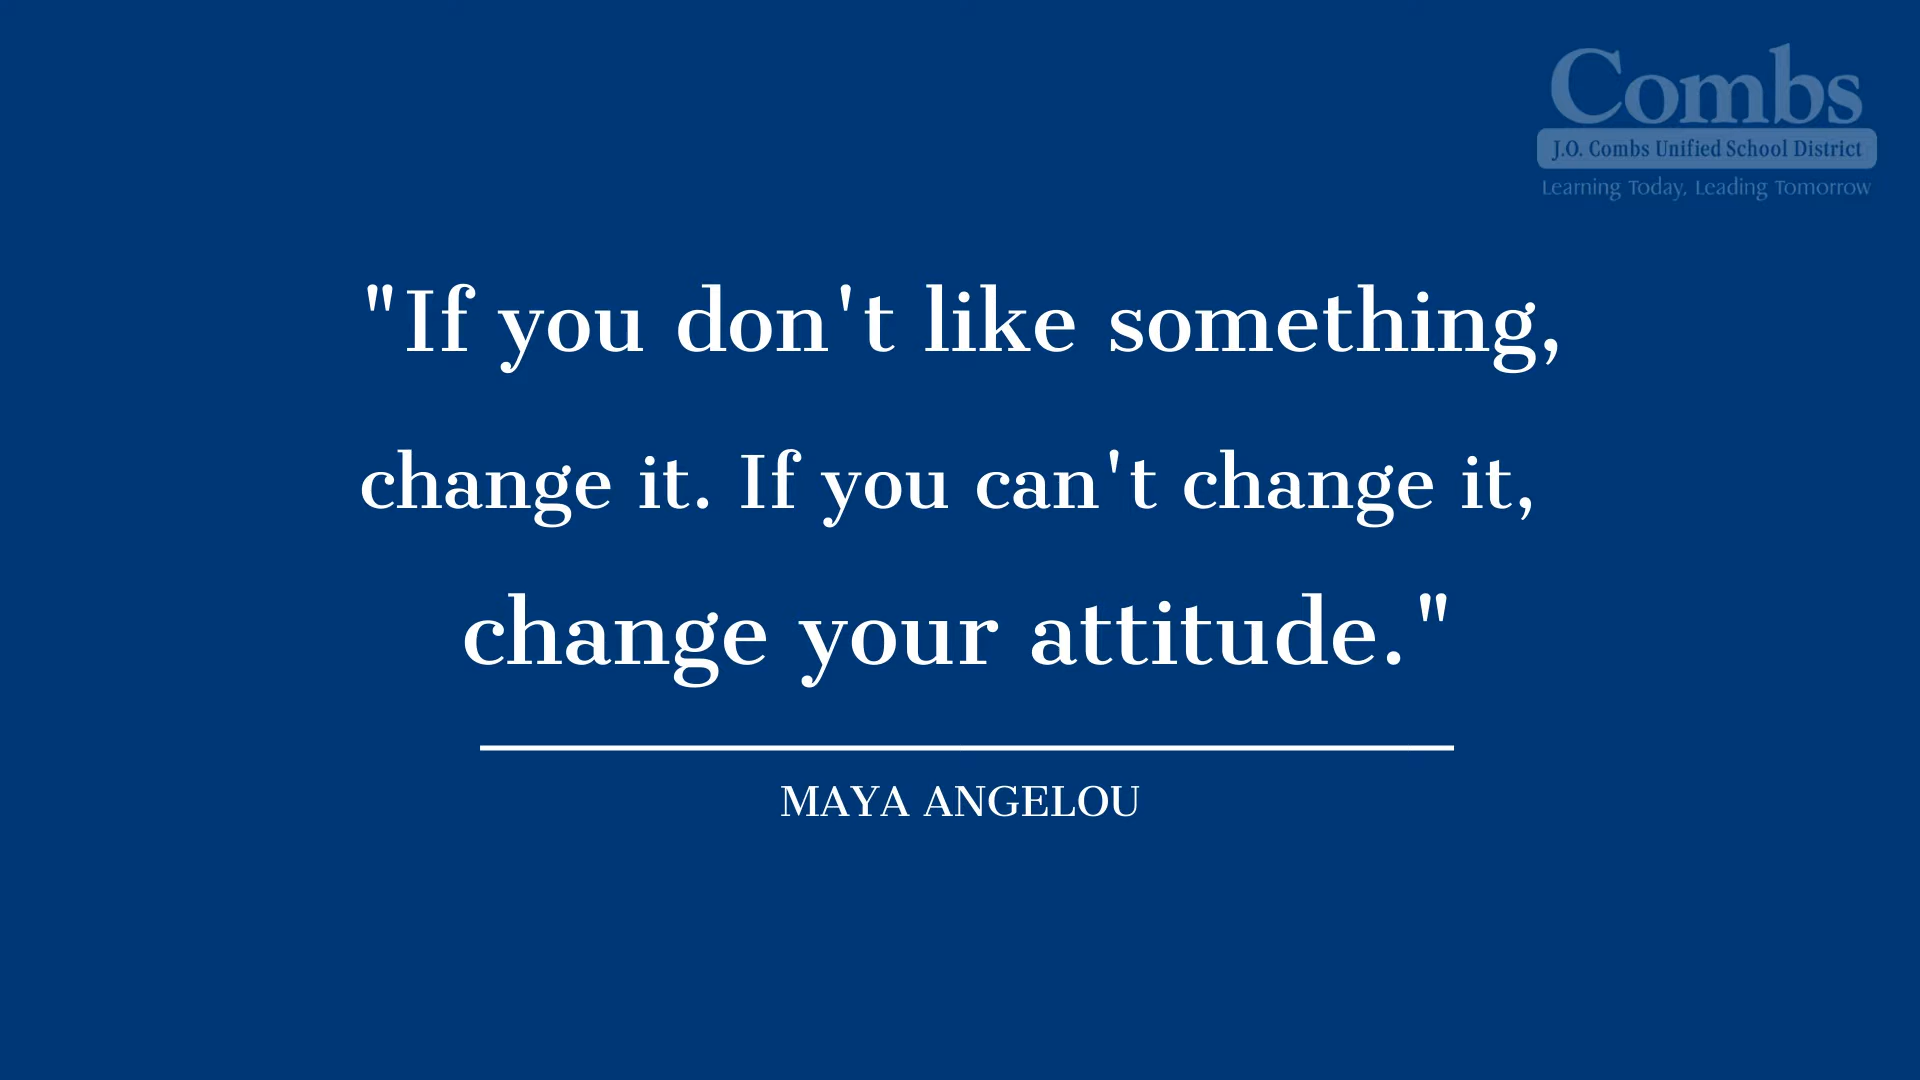 Combs
J.O. Combs Unified School District
Learning Today, Leading Tomorrow
"If you don't like something,
change it. If you can't change it,
change your attitude."
MAYA ANGELOU